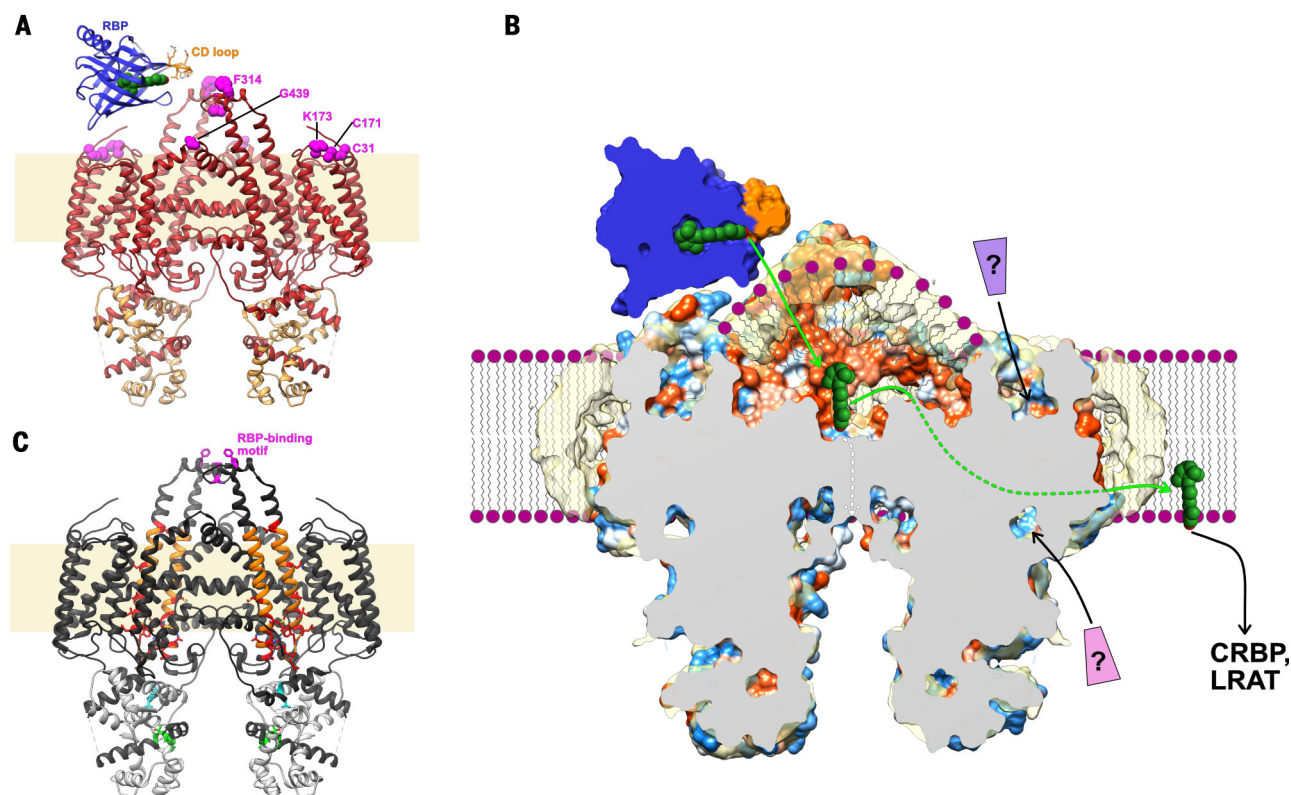 A
RBP
CD loop
F314
G439
K173
C171
C31
B
?
?
CRBP,
LRAT
C
RBP-binding
motif